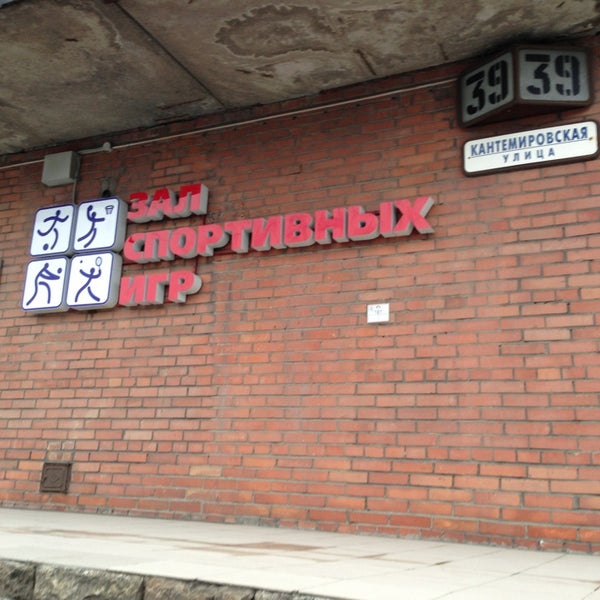 39 39
КАНТЕМИРОВСКАЯ
УЛИЦА
ЗАЛ
СПОРТИВНЫХ
ИГР